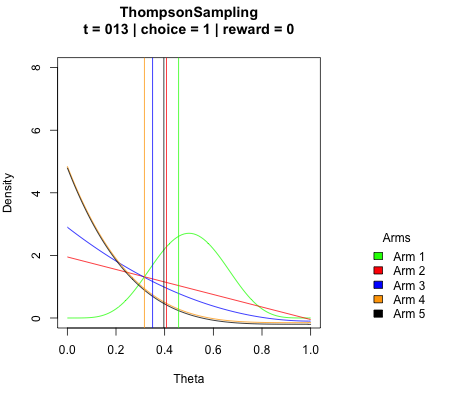 ThompsonSampling
t = 013 | choice = 1 | reward = 0
Density
8
6
4
2
0
0.0 0.2 0.4 0.6 0.8 1.0
Theta
Arms
Arm 1
Arm 2
Arm 3
Arm 4
Arm 5